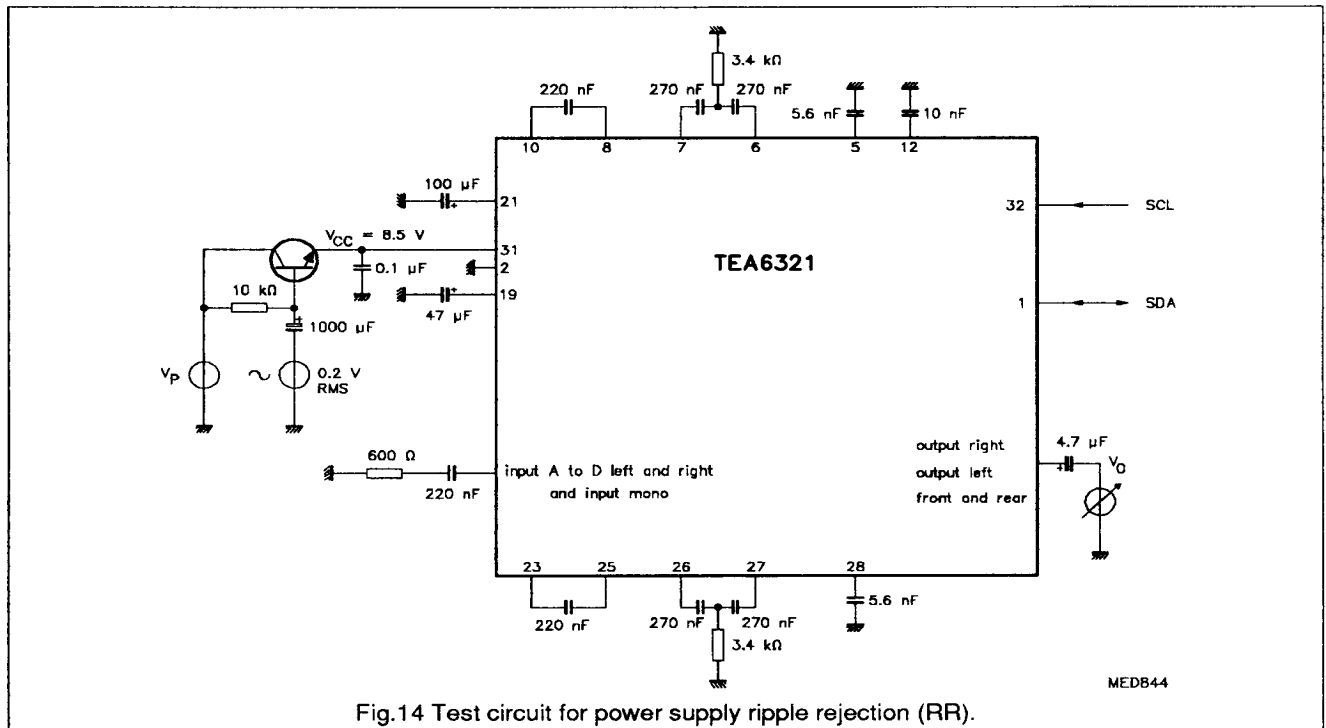 3.4 kΩ
220 nF
270 nF
270 nF
5.6 nF
10 nF
10
8
7
6
5
12
100 µF
+
21
32
SCL
VCC = 8.5 V
31
TEA6321
0.1 µF
2
10 kΩ
+
19
1
SDA
47 µF
+
1000 µF
VP
0.2 V
RMS
600 Ω
220 nF
input A to D left and right
and input mono
output right
output left
front and rear
4.7 µF
+
VO
23
25
26
27
28
220 nF
270 nF
270 nF
5.6 nF
3.4 kΩ
MED844
Fig.14 Test circuit for power supply ripple rejection (RR).